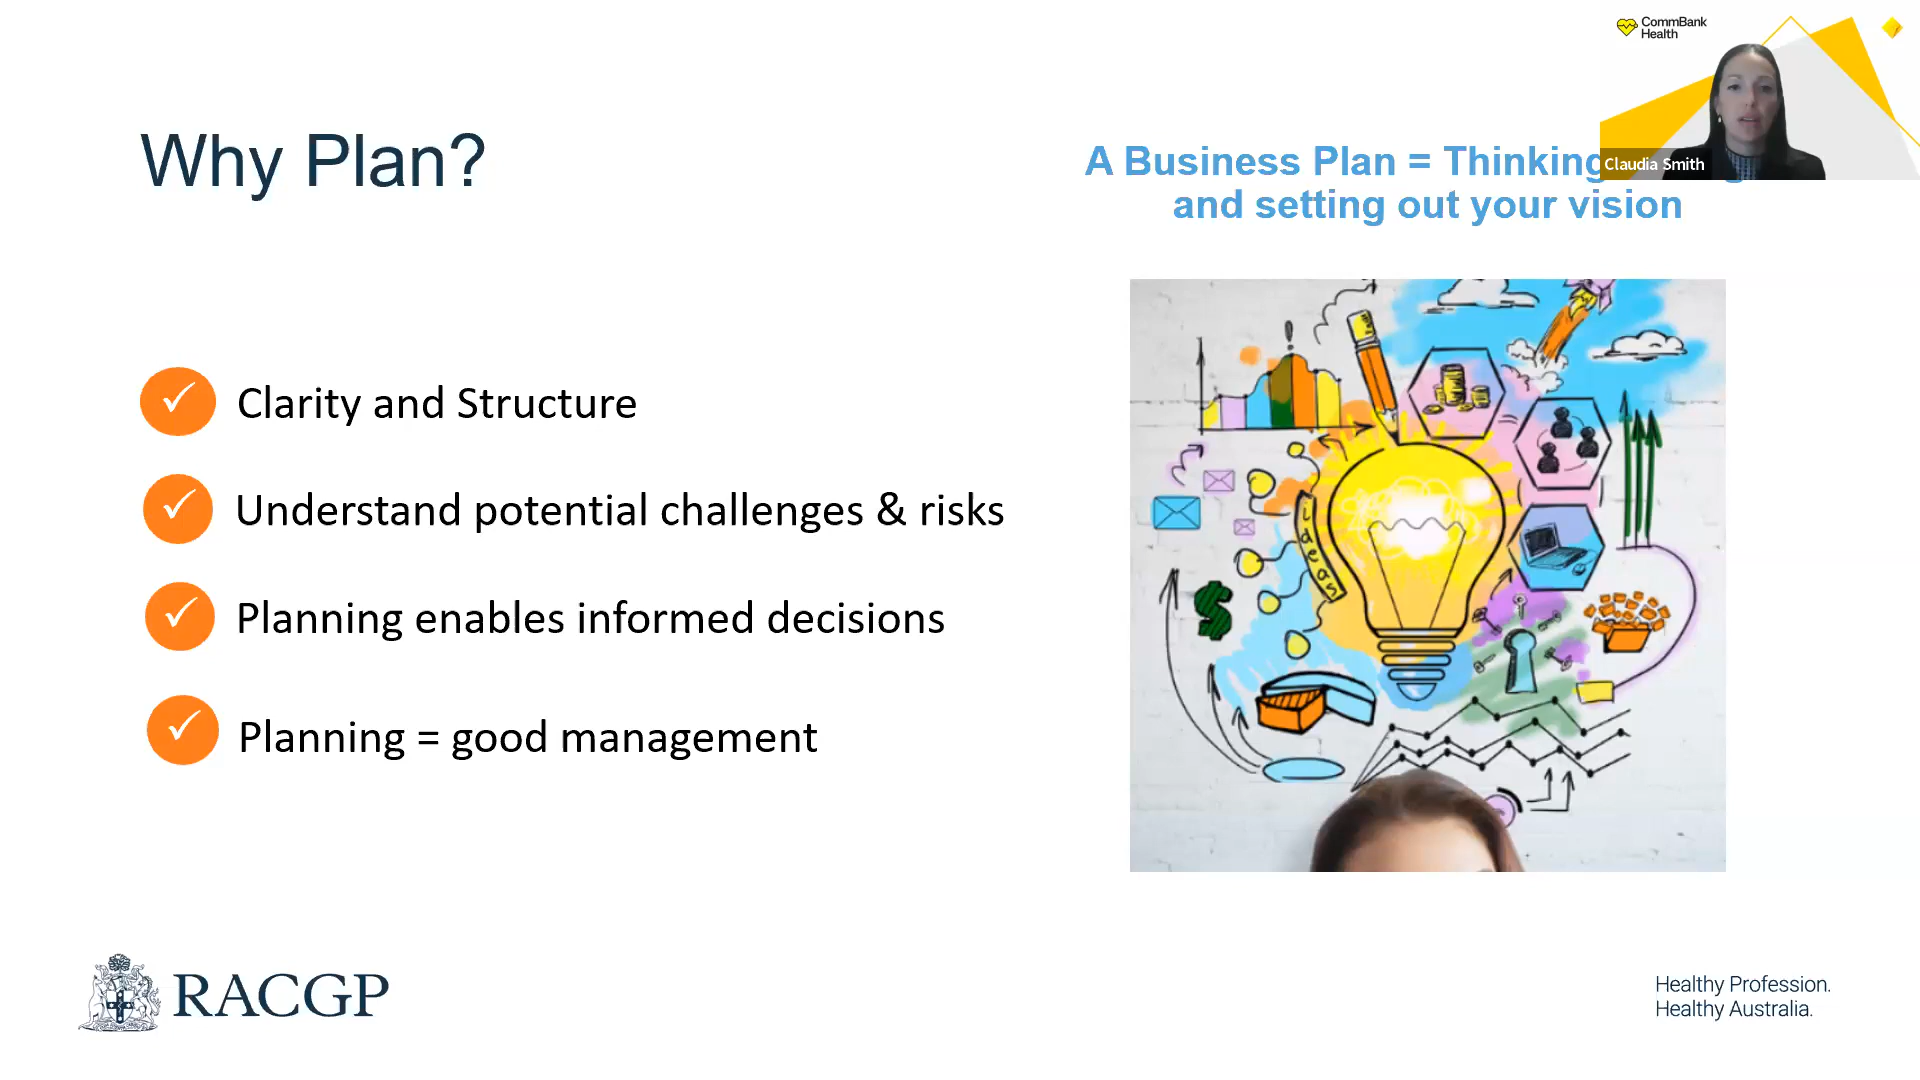 CommBank
Health
Claudia Smith
Why Plan?
A Business Plan = Thinking
and setting out your vision
Clarity and Structure
Understand potential challenges & risks
Planning enables informed decisions
Planning = good management
Ideas
RACGP
Healthy Profession.
Healthy Australia.